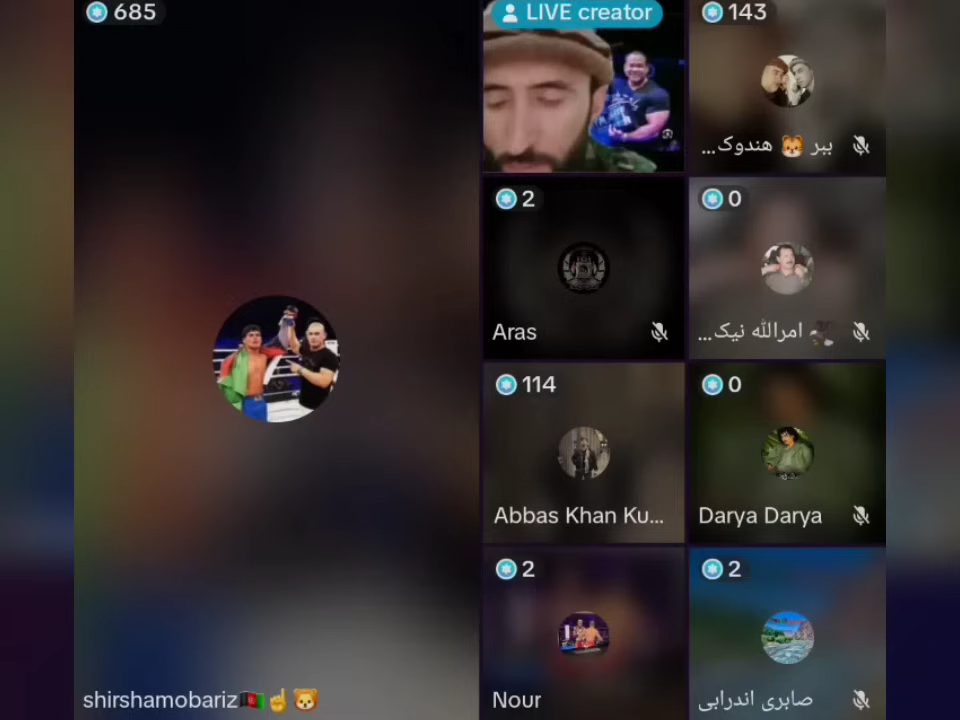 685
LIVE creator
143
ببر 🐯 هندوک...
2
Aras
0
امرالله نیک...
114
Abbas Khan Ku...
0
Darya Darya
2
Nour
2
صابری اندرابی
shirshamobariz🇦🇫☝️🐯